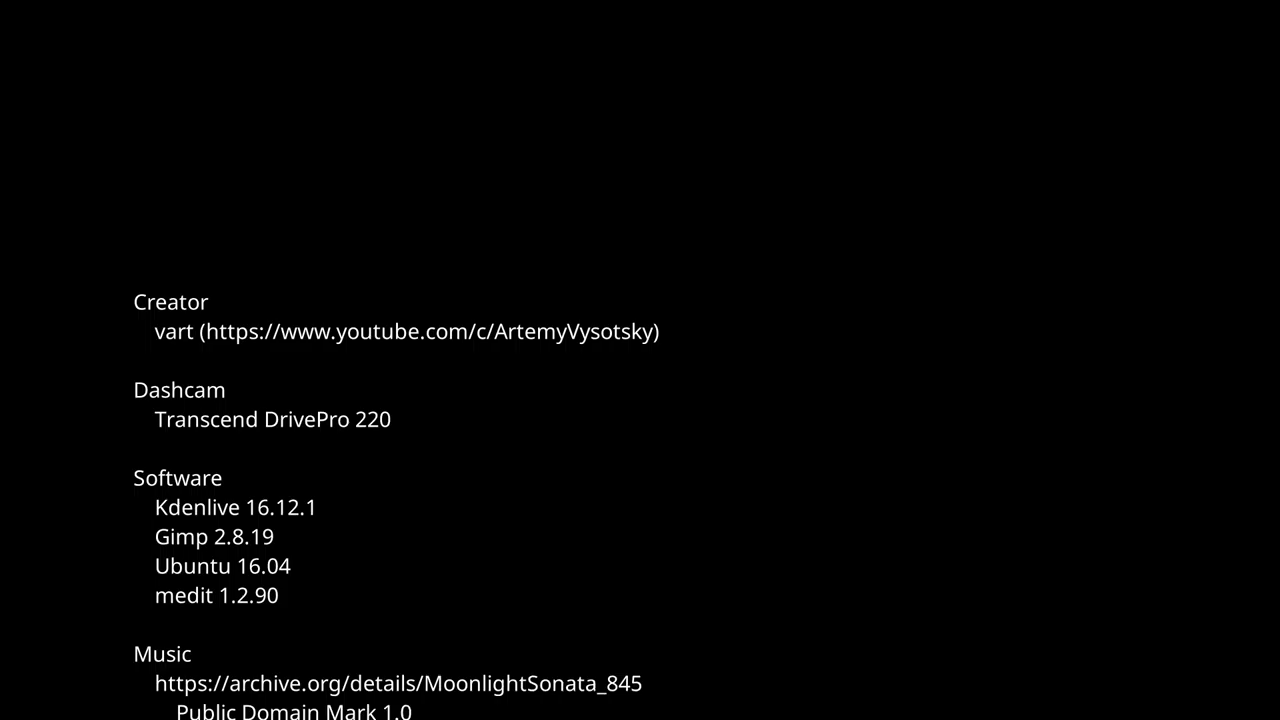 Creator
vart (https://www.youtube.com/c/ArtemyVysotsky)
Dashcam
Transcend DrivePro 220
Software
Kdenlive 16.12.1
Gimp 2.8.19
Ubuntu 16.04
medit 1.2.90
Music
https://archive.org/details/MoonlightSonata_845
Public Domain Mark 1.0